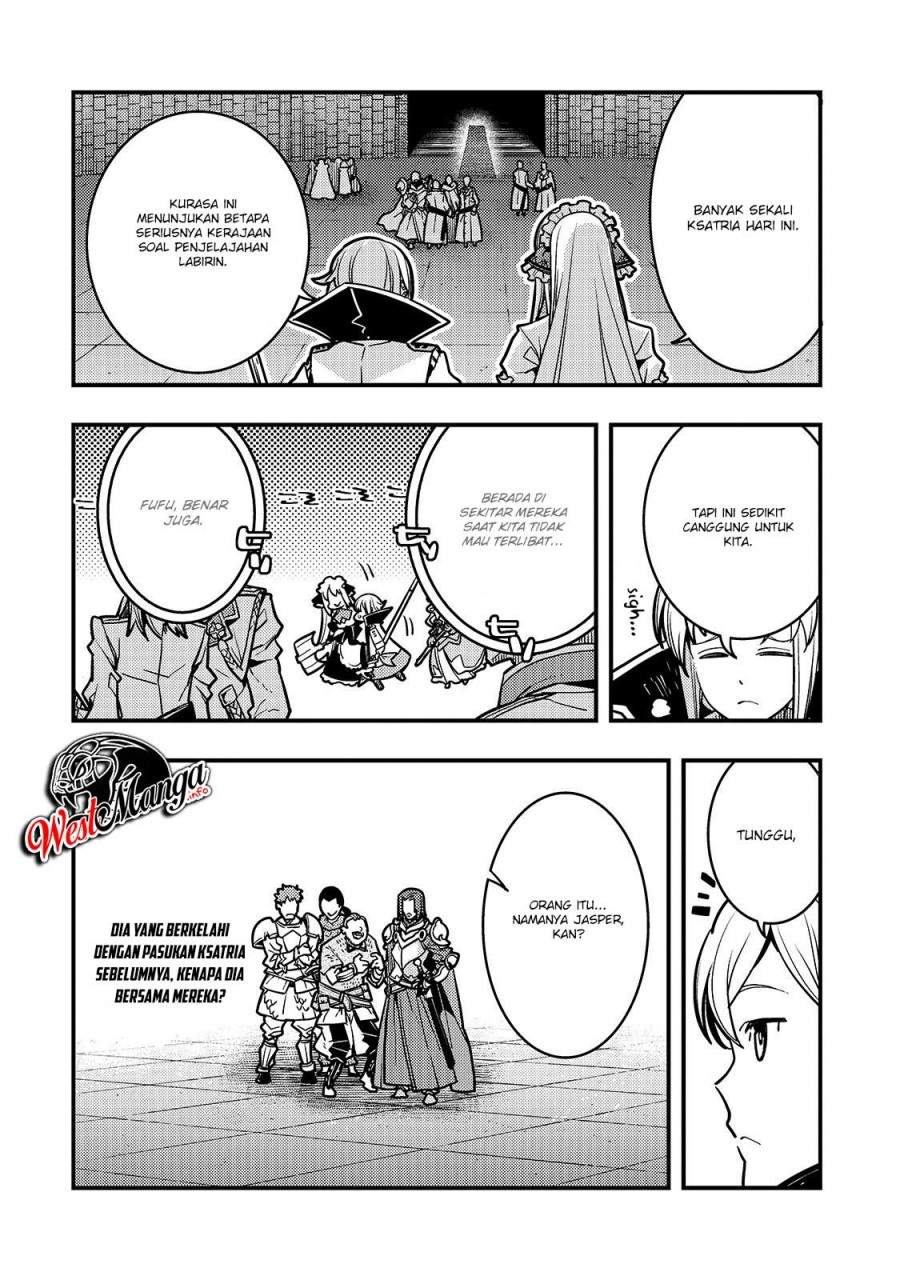 BANYAK SEKALI
KSATRIA HARI INI.
KURASA INI
MENUNJUKAN BETAPA
SERIUSNYA KERAJAAN
SOAL PENJELAJAHAN
LABIRIN.
TAPI INI SEDIKIT
CANGGUNG UNTUK
KITA.
sigh...
BERADA DI
SEKITAR MEREKA
SAAT KITA TIDAK
MAU TERLIBAT...
FUFU, BENAR
JUGA.
TUNGGU,
ORANG ITU...
NAMANYA JASPER,
KAN?
DIA YANG BERKELAHI
DENGAN PASUKAN KSATRIA
SEBELUMNYA, KENAPA DIA
BERSAMA MEREKA?
WestManga
.info